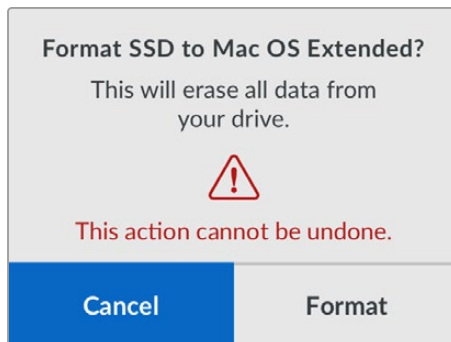 Format SSD to Mac OS Extended?
This will erase all data from
your drive.
This action cannot be undone.
Cancel
Format